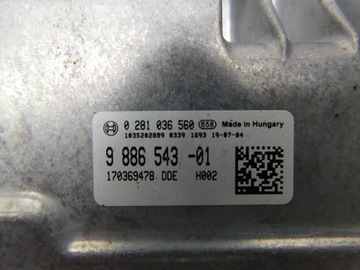 0 281 036 560 658 Made in Hungary
1035202889 0339 1693 19-07-04
9 886 543 -01
170369478 DDE H002